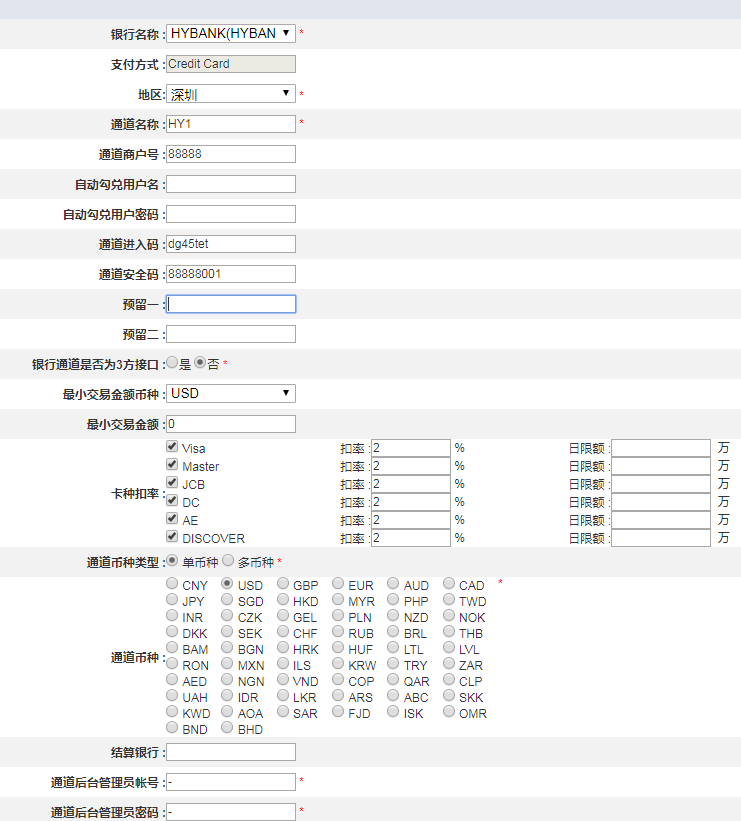 银行名称 : HYBANK(HYBAN *
支付方式 : Credit Card
地区: 深圳 *
通道名称 : HY1 *
通道商户号 : 88888
自动勾兑用户名 :
自动勾兑用户密码 :
通道进入码 : dg45tet
通道安全码 : 88888001
预留一 :
预留二 :
银行通道是否为3方接口 : 是 否 *
最小交易金额币种 : USD
最小交易金额 : 0
卡种扣率 :
Visa 扣率 : 2 % 日限额 : 万
Master 扣率 : 2 % 日限额 : 万
JCB 扣率 : 2 % 日限额 : 万
DC 扣率 : 2 % 日限额 : 万
AE 扣率 : 2 % 日限额 : 万
DISCOVER 扣率 : 2 % 日限额 : 万
通道币种类型 : 单币种 多币种 *
通道币种 :
CNY USD GBP EUR AUD CAD *
JPY SGD HKD MYR PHP TWD
INR CZK GEL PLN NZD NOK
DKK SEK CHF RUB BRL THB
BAM BGN HRK HUF LTL LVL
RON MXN ILS KRW TRY ZAR
AED NGN VND COP QAR CLP
UAH IDR LKR ARS ABC SKK
KWD AOA SAR FJD ISK OMR
BND BHD
结算银行 :
通道后台管理员帐号 : - *
通道后台管理员密码 : - *